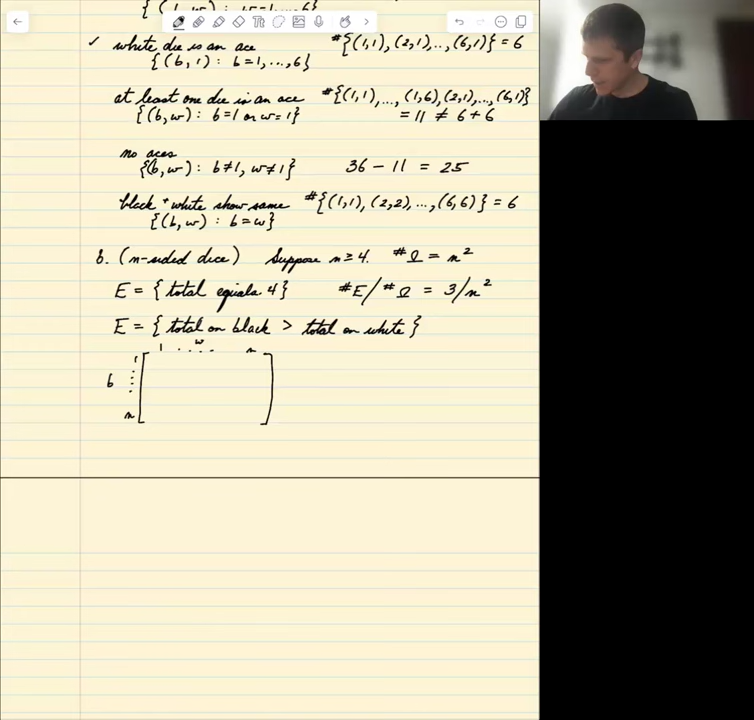 ✓ white die is an ace #{(1,1), (2,1), .., (6,1)} = 6
{(b,1) : b=1,...,6}
at least one die is an ace #{(1,1),..., (1,6), (2,1),..., (6,1)}
{(b,w) : b=1 or w=1} = 11 ≠ 6+6
no aces
{(b,w) : b≠1, w≠1} 36 - 11 = 25
black + white show same #{(1,1), (2,2), ..., (6,6)} = 6
{(b,w) : b=w}
b. (n-sided dice) Suppose n≥4. #Ω = n²
E = {total equals 4} #E/#Ω = 3/n²
E = {total on black > total on white}
1 ... w ... n
1
b
n